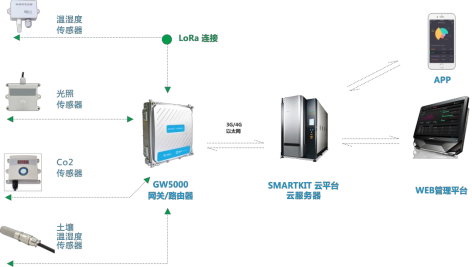 温湿度
传感器
LoRa 连接
光照
传感器
APP
3G/4G
以太网
Co2
传感器
GW5000
网关/路由器
SMARTKIT 云平台
云服务器
WEB管理平台
土壤
温湿度
传感器